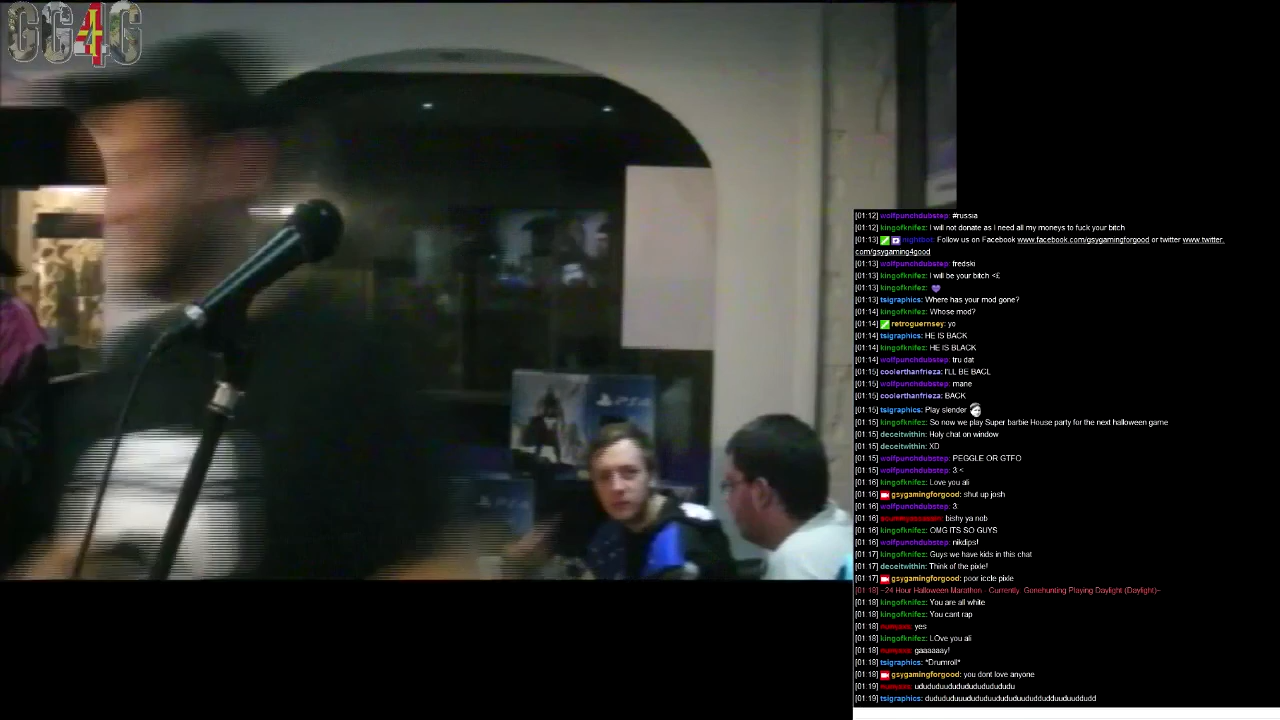 GG4G
[01:12] wolfpunchdubstep: #russia
[01:12] kingofknifez: I will not donate as I need all my moneys to fuck your bitch
[01:13] nightbot: Follow us on Facebook www.facebook.com/gsygamingforgood or twitter www.twitter.
com/gsygaming4good
[01:13] wolfpunchdubstep: fredski
[01:13] kingofknifez: I will be your bitch <£
[01:13] kingofknifez:
[01:13] tsigraphics: Where has your mod gone?
[01:14] kingofknifez: Whose mod?
[01:14] retroguernsey: yo
[01:14] tsigraphics: HE IS BACK
[01:14] kingofknifez: HE IS BLACK
[01:14] wolfpunchdubstep: tru dat
[01:15] coolerthanfrieza: I'LL BE BACL
[01:15] wolfpunchdubstep: mane
[01:15] coolerthanfrieza: BACK
[01:15] tsigraphics: Play slender
[01:15] kingofknifez: So now we play Super barbie House party for the next halloween game
[01:15] deceitwithin: Holy chat on window
[01:15] deceitwithin: XD
[01:15] wolfpunchdubstep: PEGGLE OR GTFO
[01:15] wolfpunchdubstep: 3 <
[01:16] kingofknifez: Love you ali
[01:16] gsygamingforgood: shut up josh
[01:16] wolfpunchdubstep: 3
[01:16] bishy ya nob
[01:16] kingofknifez: OMG ITS SO GUYS
[01:16] wolfpunchdubstep: nikdips!
[01:17] kingofknifez: Guys we have kids in this chat
[01:17] deceitwithin: Think of the pixle!
[01:17] gsygamingforgood: poor iccle pixle
[01:18] ~24 Hour Halloween Marathon - Currently: Gonehunting Playing Daylight (Daylight)~
[01:18] kingofknifez: You are all white
[01:18] kingofknifez: You cant rap
[01:18] yes
[01:18] kingofknifez: LOve you ali
[01:18] gaaaaaay!
[01:18] tsigraphics: *Drumroll*
[01:18] gsygamingforgood: you dont love anyone
[01:19] udududuudududududududu
[01:19] tsigraphics: dudududuuudududuudududuududdudduuduuddudd